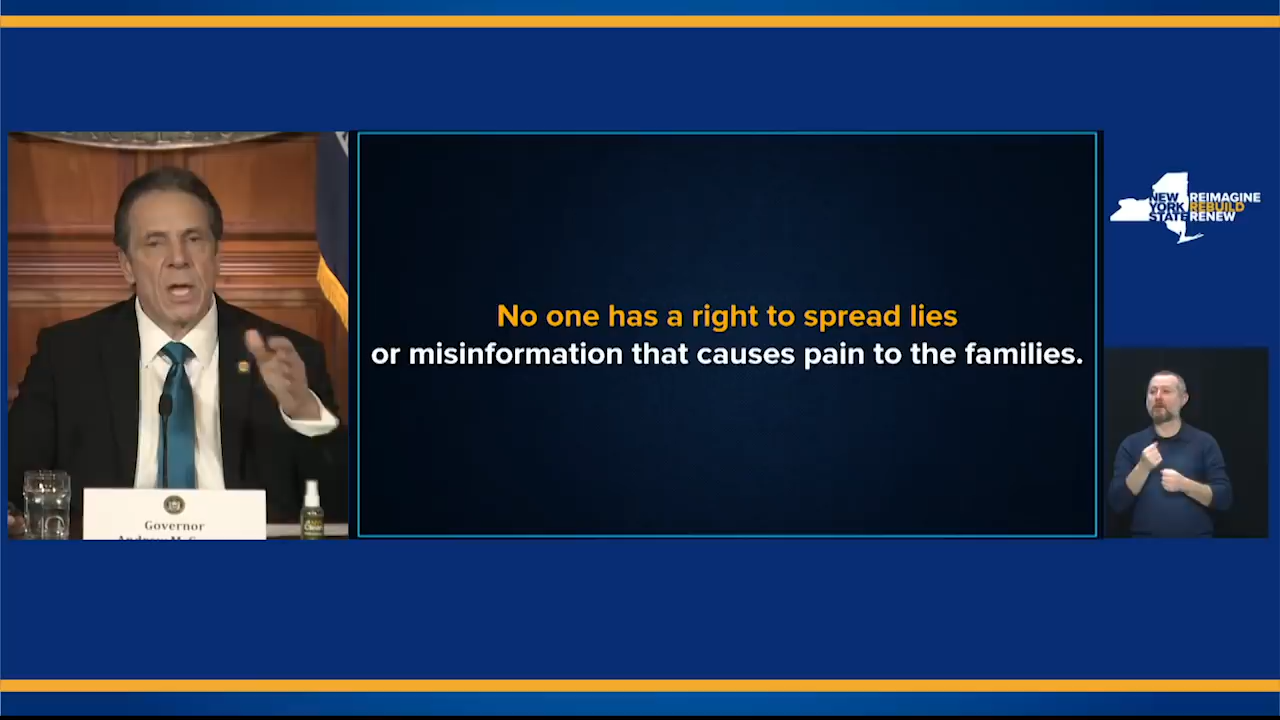 No one has a right to spread lies
or misinformation that causes pain to the families.
NEW
YORK
STATE
REIMAGINE
REBUILD
RENEW
Governor